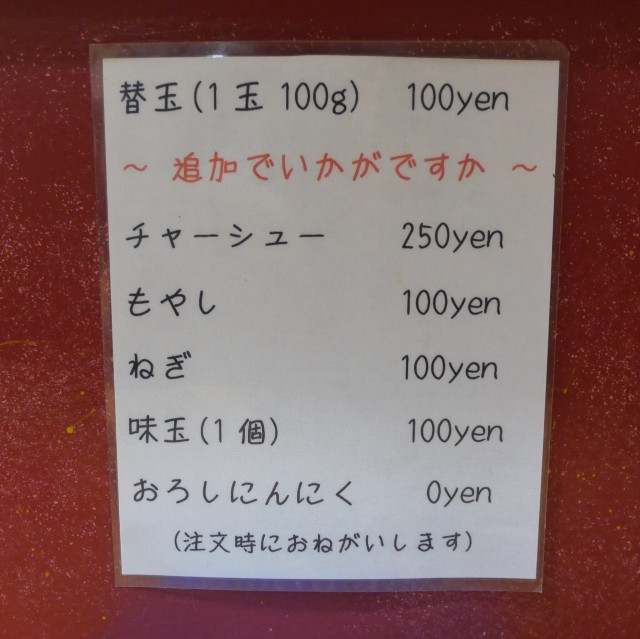 替玉(1玉 100g) 100yen
～ 追加でいかがですか ～
チャーシュー 250yen
もやし 100yen
ねぎ 100yen
味玉(1個) 100yen
おろしにんにく 0yen
(注文時におねがいします)